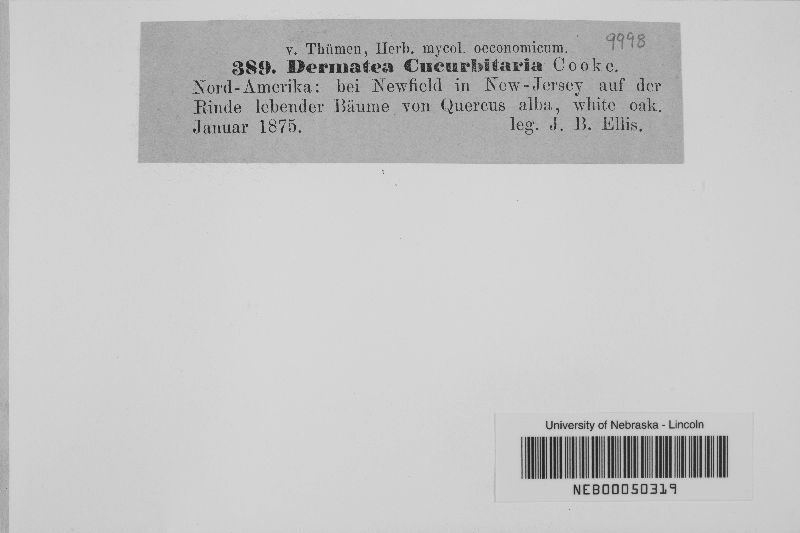 v. Thümen, Herb. mycol. oeconomicum. 9998
389. Dermatea Cucurbitaria Cooke.
Nord-Amerika: bei Newfield in New-Jersey auf der
Rinde lebender Bäume von Quercus alba, white oak.
Januar 1875. leg. J. B. Ellis.
University of Nebraska - Lincoln
NEB00050319